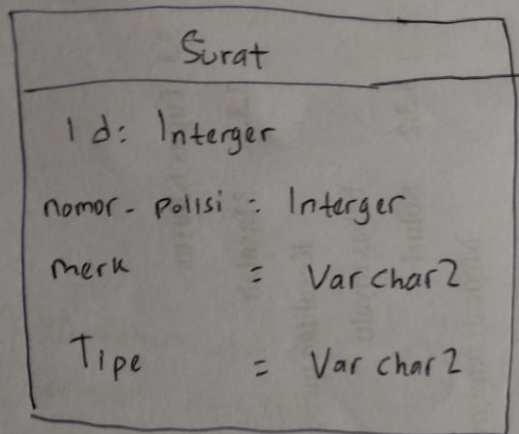 Surat
Id: Interger
nomor - polisi : Interger
merk = Varchar2
Tipe = Varchar2